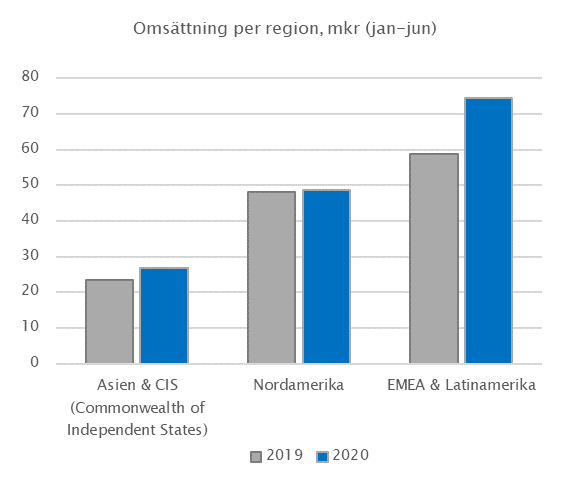 Omsättning per region, mkr (jan-jun)
80
70
60
50
40
30
20
10
0
Asien & CIS
(Commonwealth of
Independent States)
Nordamerika
EMEA & Latinamerika
2019
2020